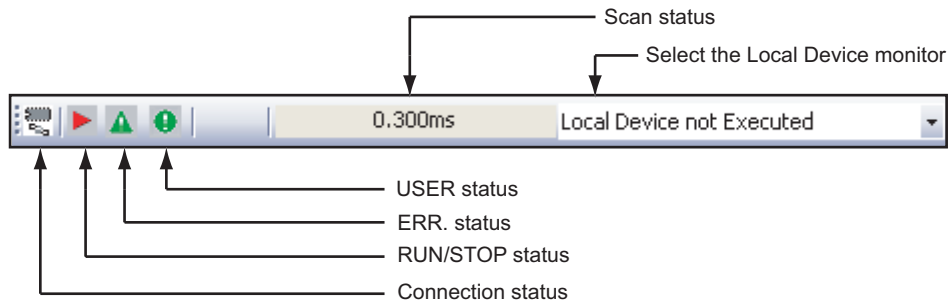 Scan status
Select the Local Device monitor
0.300ms
Local Device not Executed
USER status
ERR. status
RUN/STOP status
Connection status